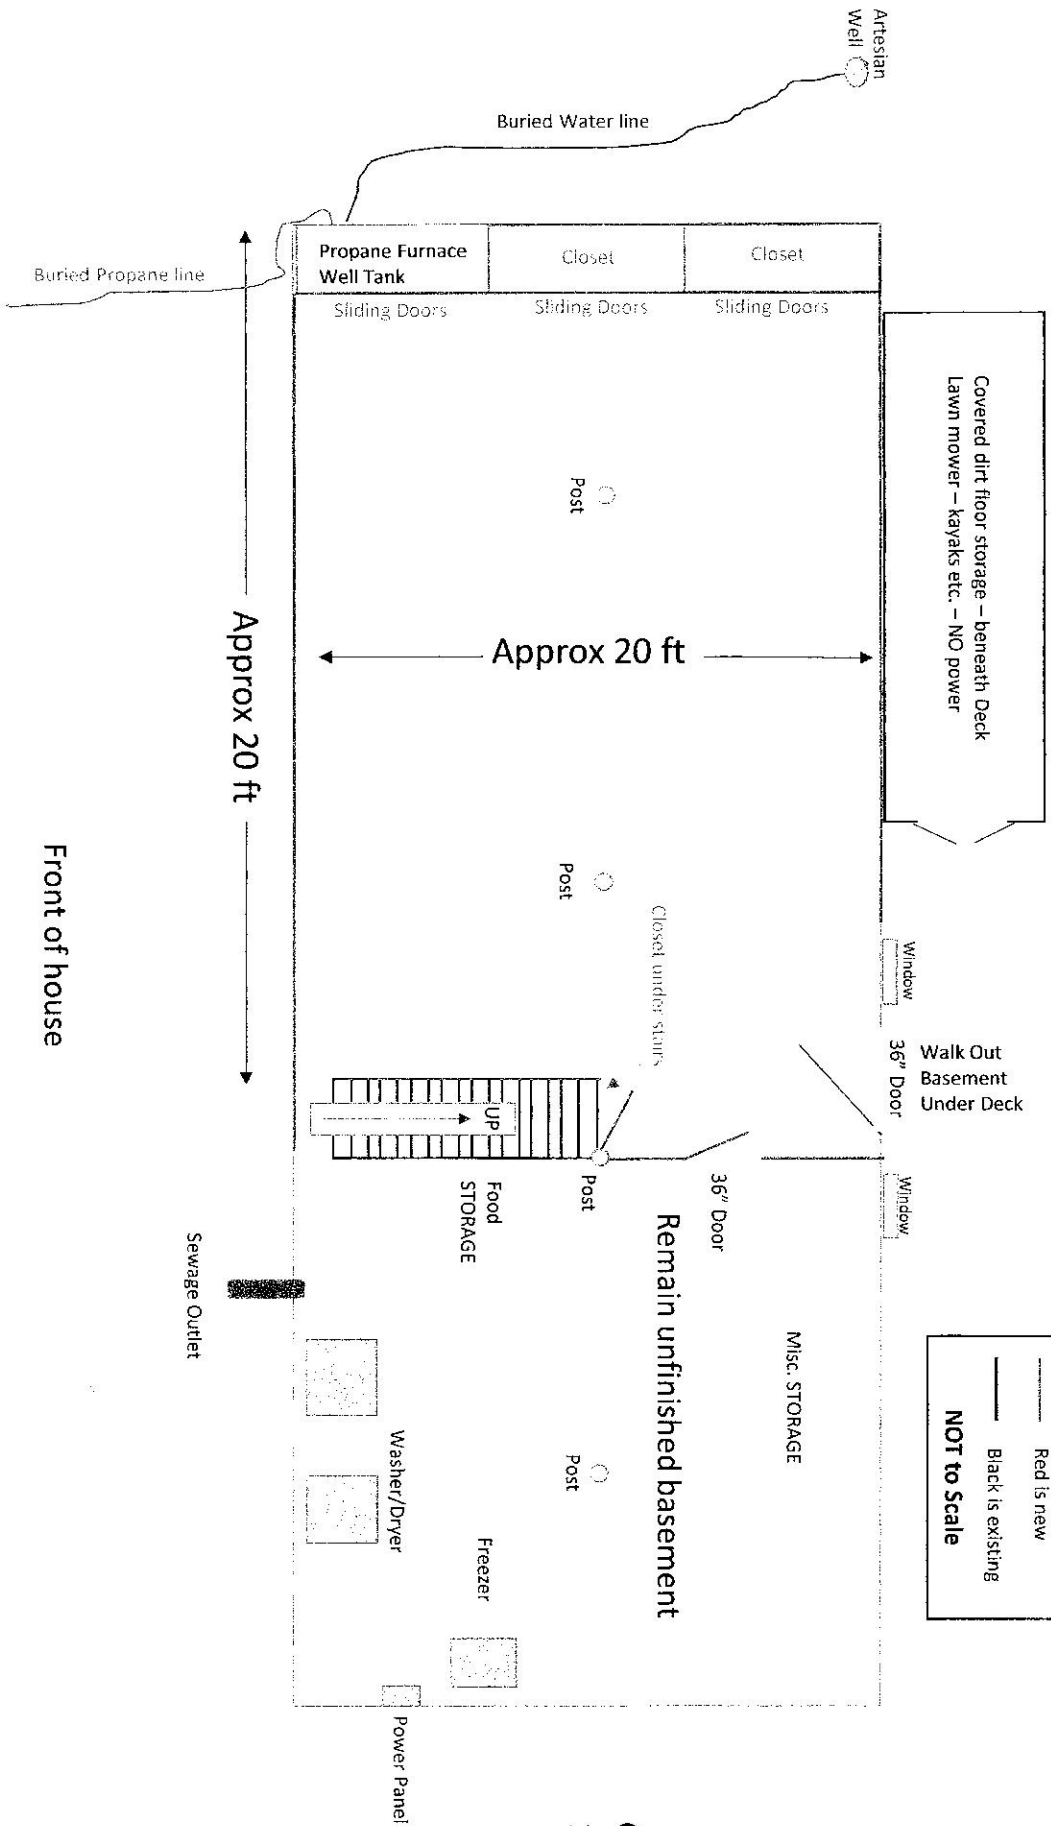 Artesian
Well
Buried Water line
Buried Propane line
Propane Furnace
Well Tank
Closet
Closet
Sliding Doors
Sliding Doors
Sliding Doors
Covered dirt floor storage – beneath Deck
Lawn mower – kayaks etc. – NO power
Post
Approx 20 ft
Approx 20 ft
Front of house
Post
Closet under stairs
Window
Walk Out
Basement
Under Deck
36" Door
Window
UP
Post
36" Door
Food
STORAGE
Remain unfinished basement
Misc. STORAGE
Sewage Outlet
Washer/Dryer
Post
Freezer
Power Panel
Red is new
Black is existing
NOT to Scale